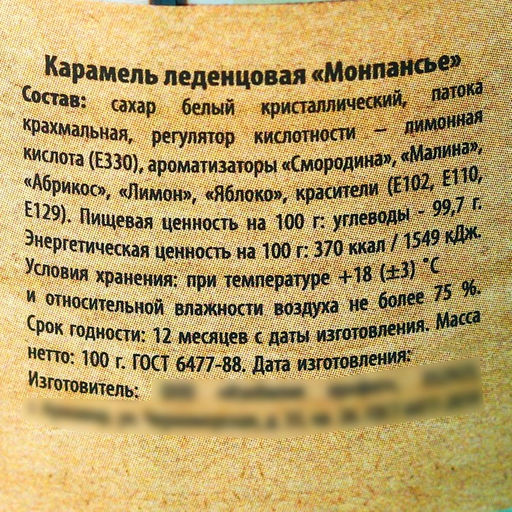 Карамель леденцовая «Монпансье»
Состав: сахар белый кристаллический, патока
крахмальная, регулятор кислотности – лимонная
кислота (Е330), ароматизаторы «Смородина», «Малина»,
«Абрикос», «Лимон», «Яблоко», красители (Е102, Е110,
Е129). Пищевая ценность на 100 г: углеводы - 99,7 г.
Энергетическая ценность на 100 г: 370 ккал / 1549 кДж.
Условия хранения: при температуре +18 (±3) ˚С
и относительной влажности воздуха не более 75 %.
Срок годности: 12 месяцев с даты изготовления. Масса
нетто: 100 г. ГОСТ 6477-88. Дата изготовления:
Изготовитель: